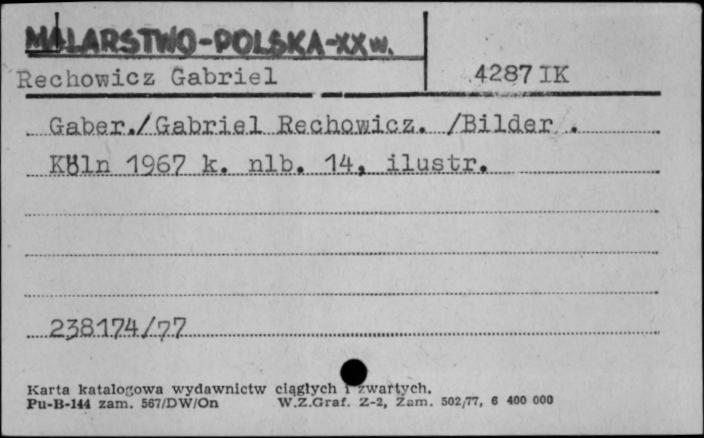 MALARSTWO-POLSKA-XX w.
Rechowicz Gabriel 4287 IK
Gaber./Gabriel Rechowicz. /Bilder .
Köln 1967 k. nlb. 14, ilustr.
238174/77
Karta katalogowa wydawnictw ciągłych i zwartych.
Pu-B-144 zam. 567/DW/On W.Z.Graf. Z-2, Zam. 502/77, 6 400 000